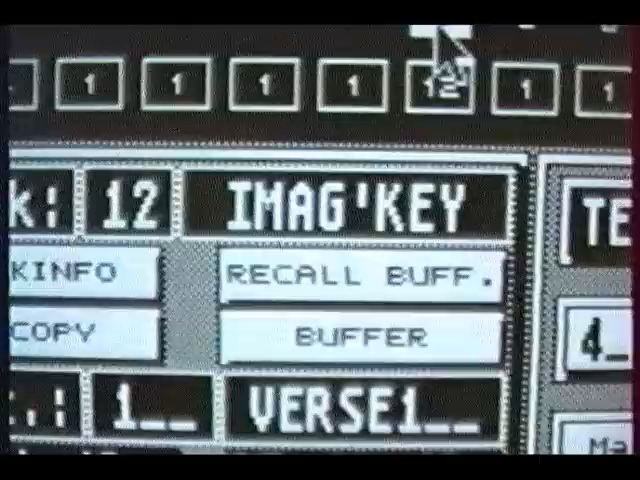 1 1 1 1 12 1 1
k: 12 IMAG'KEY TE
KINFO RECALL BUFF.
COPY BUFFER 4_
.: 1__ VERSE1__
Ma